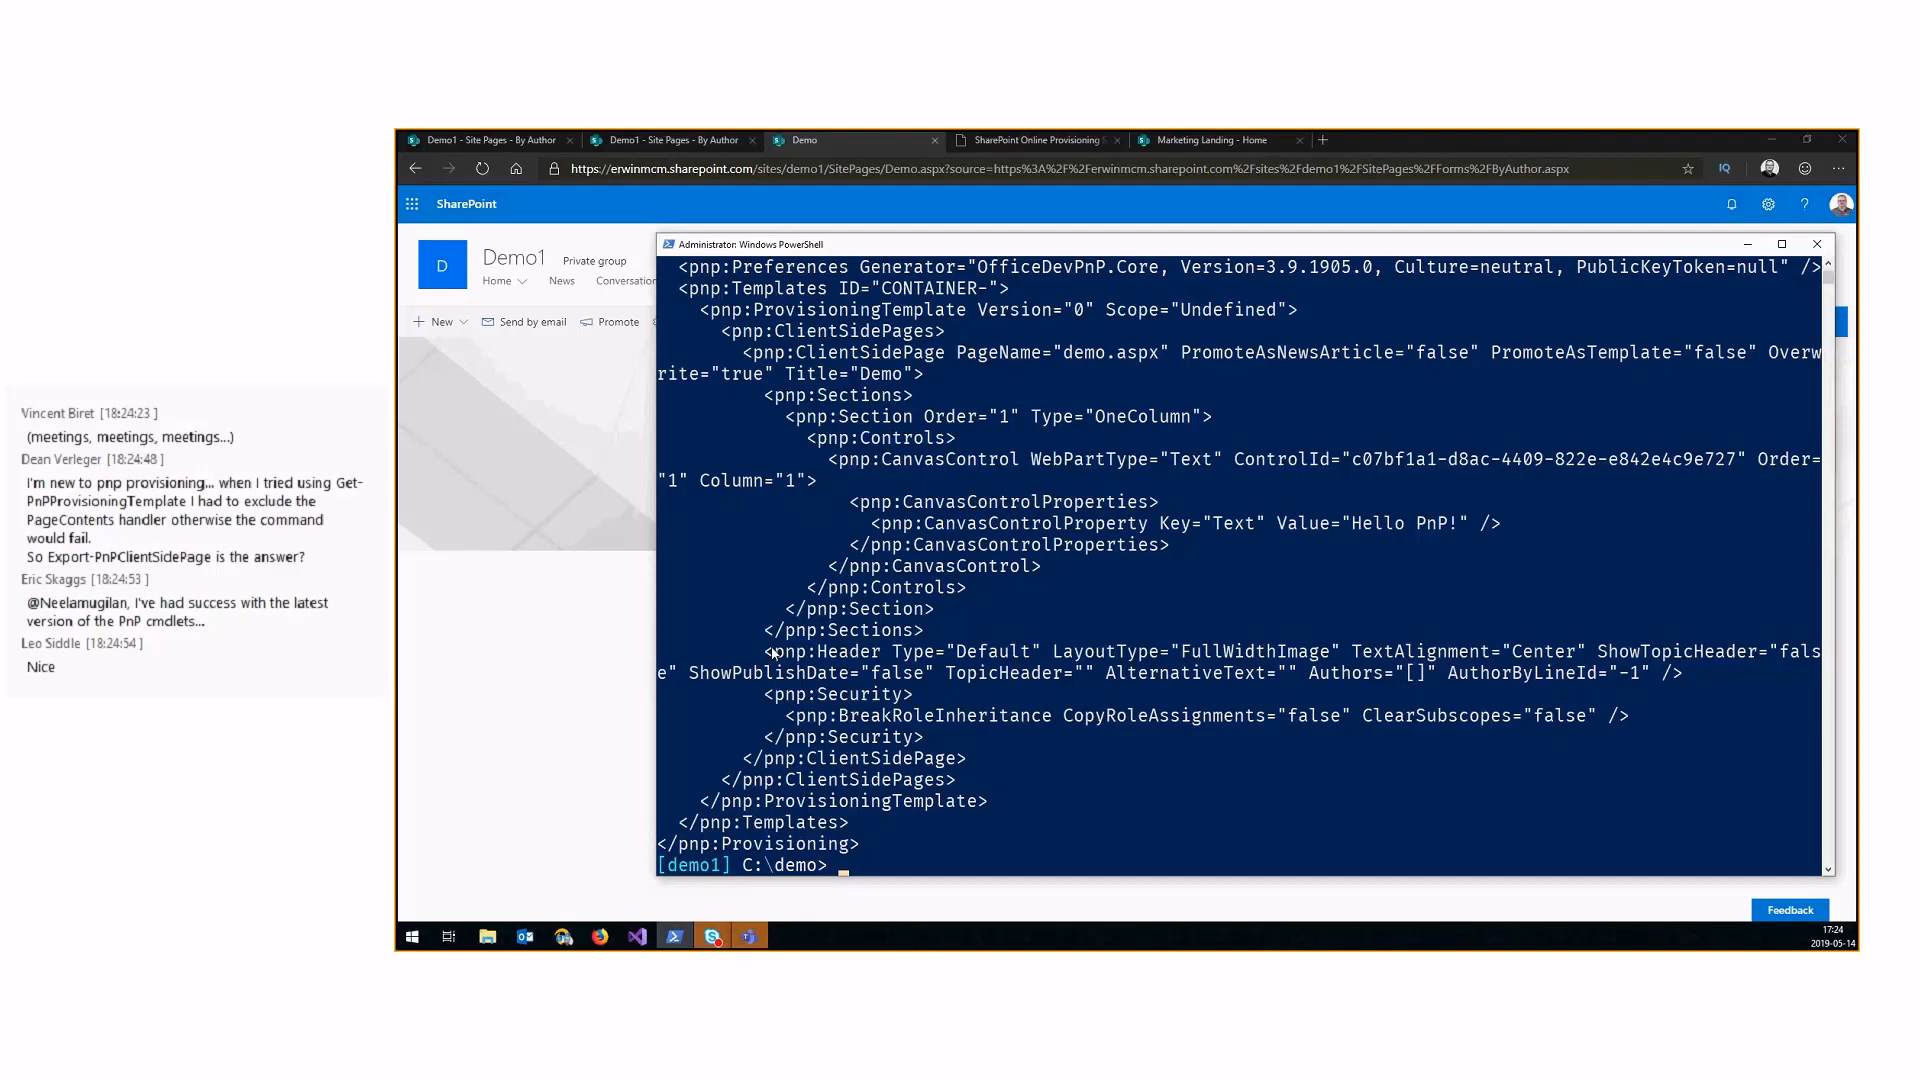 Vincent Biret [18:24:23 ]
(meetings, meetings, meetings...)
Dean Verleger [18:24:48 ]
I'm new to pnp provisioning... when I tried using Get-
PnPProvisioningTemplate I had to exclude the
PageContents handler otherwise the command
would fail.
So Export-PnPClientSidePage is the answer?
Eric Skaggs [18:24:53 ]
@Neelamugilan, I've had success with the latest
version of the PnP cmdlets...
Leo Siddle [18:24:54 ]
Nice
Demo1 - Site Pages - By Author
Demo1 - Site Pages - By Author
Demo
SharePoint Online Provisioning
Marketing Landing - Home
https://erwinmcm.sharepoint.com/sites/demo1/SitePages/Demo.aspx?source=https%3A%2F%2Ferwinmcm.sharepoint.com%2Fsites%2Fdemo1%2FSitePages%2FForms%2FByAuthor.aspx
IQ
SharePoint
D
Demo1 Private group
Home News Conversation
New Send by email Promote
Administrator: Windows PowerShell
<pnp:Preferences Generator="OfficeDevPnP.Core, Version=3.9.1905.0, Culture=neutral, PublicKeyToken=null" />
<pnp:Templates ID="CONTAINER-">
<pnp:ProvisioningTemplate Version="0" Scope="Undefined">
<pnp:ClientSidePages>
<pnp:ClientSidePage PageName="demo.aspx" PromoteAsNewsArticle="false" PromoteAsTemplate="false" Overw
rite="true" Title="Demo">
<pnp:Sections>
<pnp:Section Order="1" Type="OneColumn">
<pnp:Controls>
<pnp:CanvasControl WebPartType="Text" ControlId="c07bf1a1-d8ac-4409-822e-e842e4c9e727" Order=
"1" Column="1">
<pnp:CanvasControlProperties>
<pnp:CanvasControlProperty Key="Text" Value="Hello PnP!" />
</pnp:CanvasControlProperties>
</pnp:CanvasControl>
</pnp:Controls>
</pnp:Section>
</pnp:Sections>
<pnp:Header Type="Default" LayoutType="FullWidthImage" TextAlignment="Center" ShowTopicHeader="fals
e" ShowPublishDate="false" TopicHeader="" AlternativeText="" Authors="[]" AuthorByLineId="-1" />
<pnp:Security>
<pnp:BreakRoleInheritance CopyRoleAssignments="false" ClearSubscopes="false" />
</pnp:Security>
</pnp:ClientSidePage>
</pnp:ClientSidePages>
</pnp:ProvisioningTemplate>
</pnp:Templates>
</pnp:Provisioning>
[demo1] C:\demo>
Feedback
17:24
2019-05-14